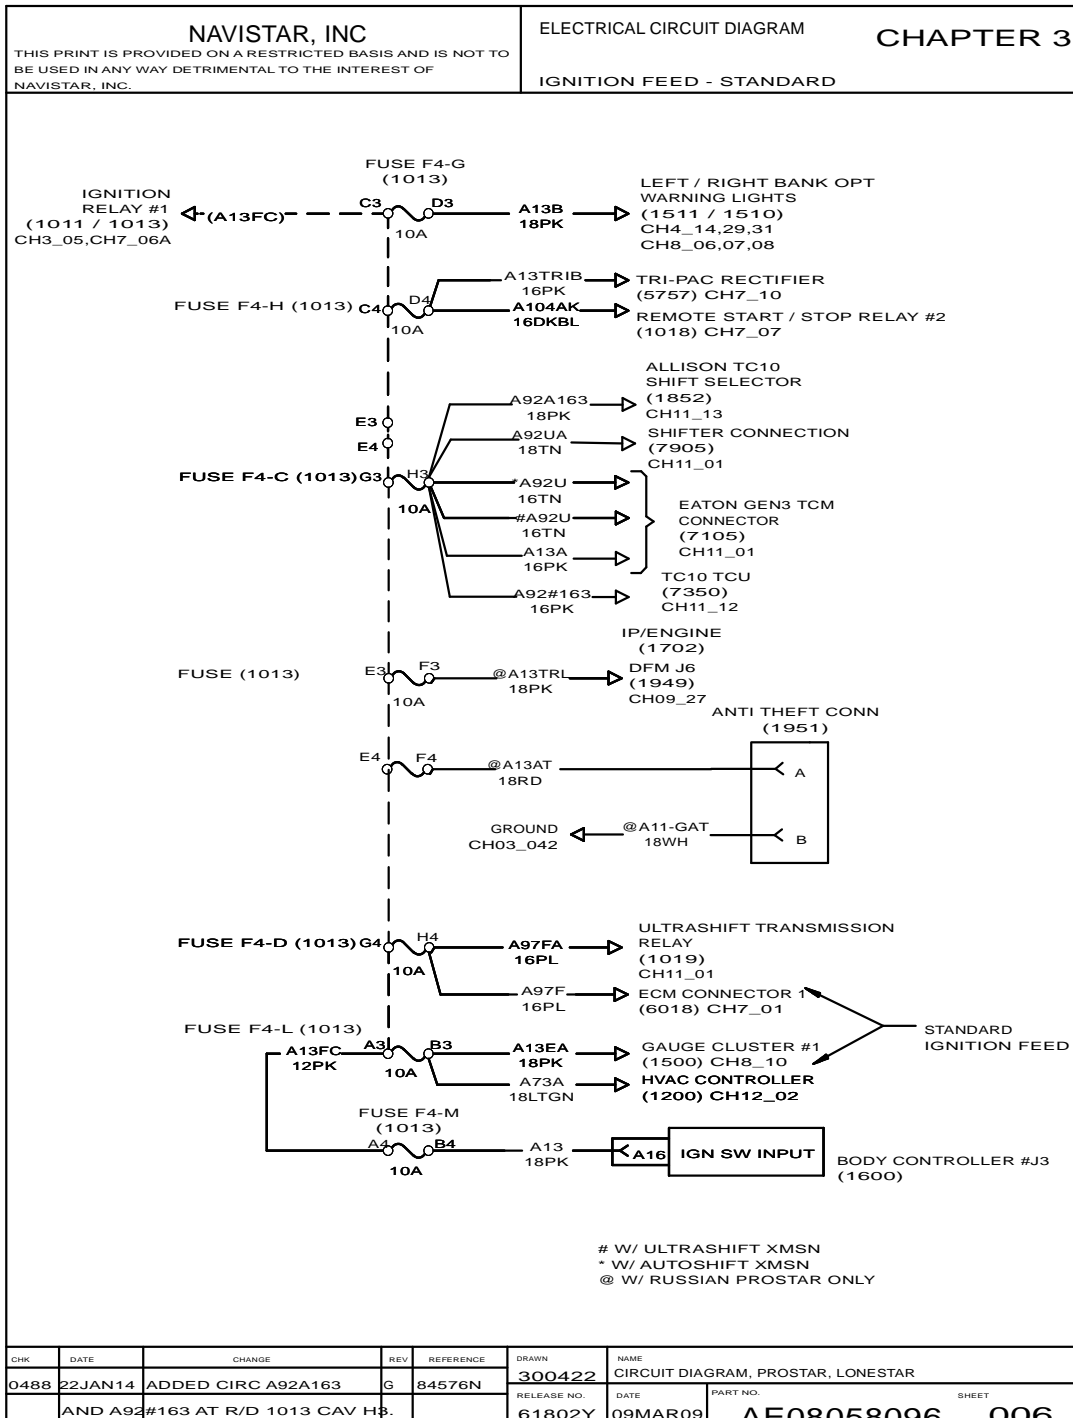 NAVISTAR, INC
THIS PRINT IS PROVIDED ON A RESTRICTED BASIS AND IS NOT TO
BE USED IN ANY WAY DETRIMENTAL TO THE INTEREST OF
NAVISTAR, INC.
ELECTRICAL CIRCUIT DIAGRAM
CHAPTER 3
IGNITION FEED - STANDARD
FUSE F4-G
(1013)
IGNITION
RELAY #1
(1011 / 1013)
CH3_05,CH7_06A
(A13FC)
C3
D3
10A
A13B
18PK
LEFT / RIGHT BANK OPT
WARNING LIGHTS
(1511 / 1510)
CH4_14,29,31
CH8_06,07,08
FUSE F4-H (1013)
C4
D4
10A
A13TRIB
16PK
TRI-PAC RECTIFIER
(5757) CH7_10
A104AK
16DKBL
REMOTE START / STOP RELAY #2
(1018) CH7_07
ALLISON TC10
SHIFT SELECTOR
(1852)
CH11_13
A92A163
18PK
E3
E4
A92UA
18TN
SHIFTER CONNECTION
(7905)
CH11_01
FUSE F4-C (1013)
G3
H3
10A
*A92U
16TN
#A92U
16TN
A13A
16PK
EATON GEN3 TCM
CONNECTOR
(7105)
CH11_01
A92#163
16PK
TC10 TCU
(7350)
CH11_12
IP/ENGINE
(1702)
FUSE (1013)
E3
F3
10A
@A13TRL
18PK
DFM J6
(1949)
CH09_27
ANTI THEFT CONN
(1951)
E4
F4
@A13AT
18RD
A
GROUND
CH03_042
@A11-GAT
18WH
B
FUSE F4-D (1013)
G4
H4
10A
A97FA
16PL
ULTRASHIFT TRANSMISSION
RELAY
(1019)
CH11_01
A97F
16PL
ECM CONNECTOR 1
(6018) CH7_01
STANDARD
IGNITION FEED
FUSE F4-L (1013)
A13FC
12PK
A3
B3
10A
A13EA
18PK
GAUGE CLUSTER #1
(1500) CH8_10
A73A
18LTGN
HVAC CONTROLLER
(1200) CH12_02
FUSE F4-M
(1013)
A4
B4
10A
A13
18PK
A16
IGN SW INPUT
BODY CONTROLLER #J3
(1600)
# W/ ULTRASHIFT XMSN
* W/ AUTOSHIFT XMSN
@ W/ RUSSIAN PROSTAR ONLY
CHK DATE CHANGE REV REFERENCE
0488 22JAN14 ADDED CIRC A92A163 G 84576N
AND A92#163 AT R/D 1013 CAV H3.
DRAWN
300422
NAME
CIRCUIT DIAGRAM, PROSTAR, LONESTAR
RELEASE NO.
61802Y
DATE
09MAR09
PART NO.
AE08058096
SHEET
006